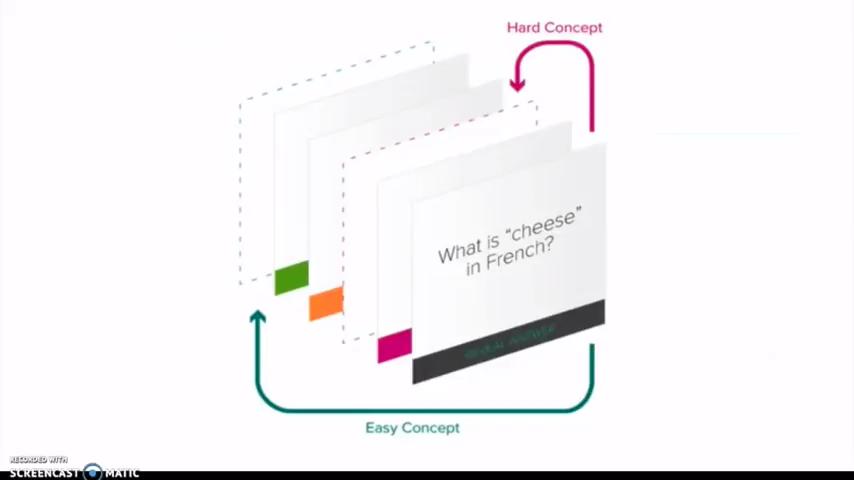 Hard Concept
What is “cheese”
in French?
REVEAL ANSWER
Easy Concept
RECORDED WITH
SCREENCAST MATIC